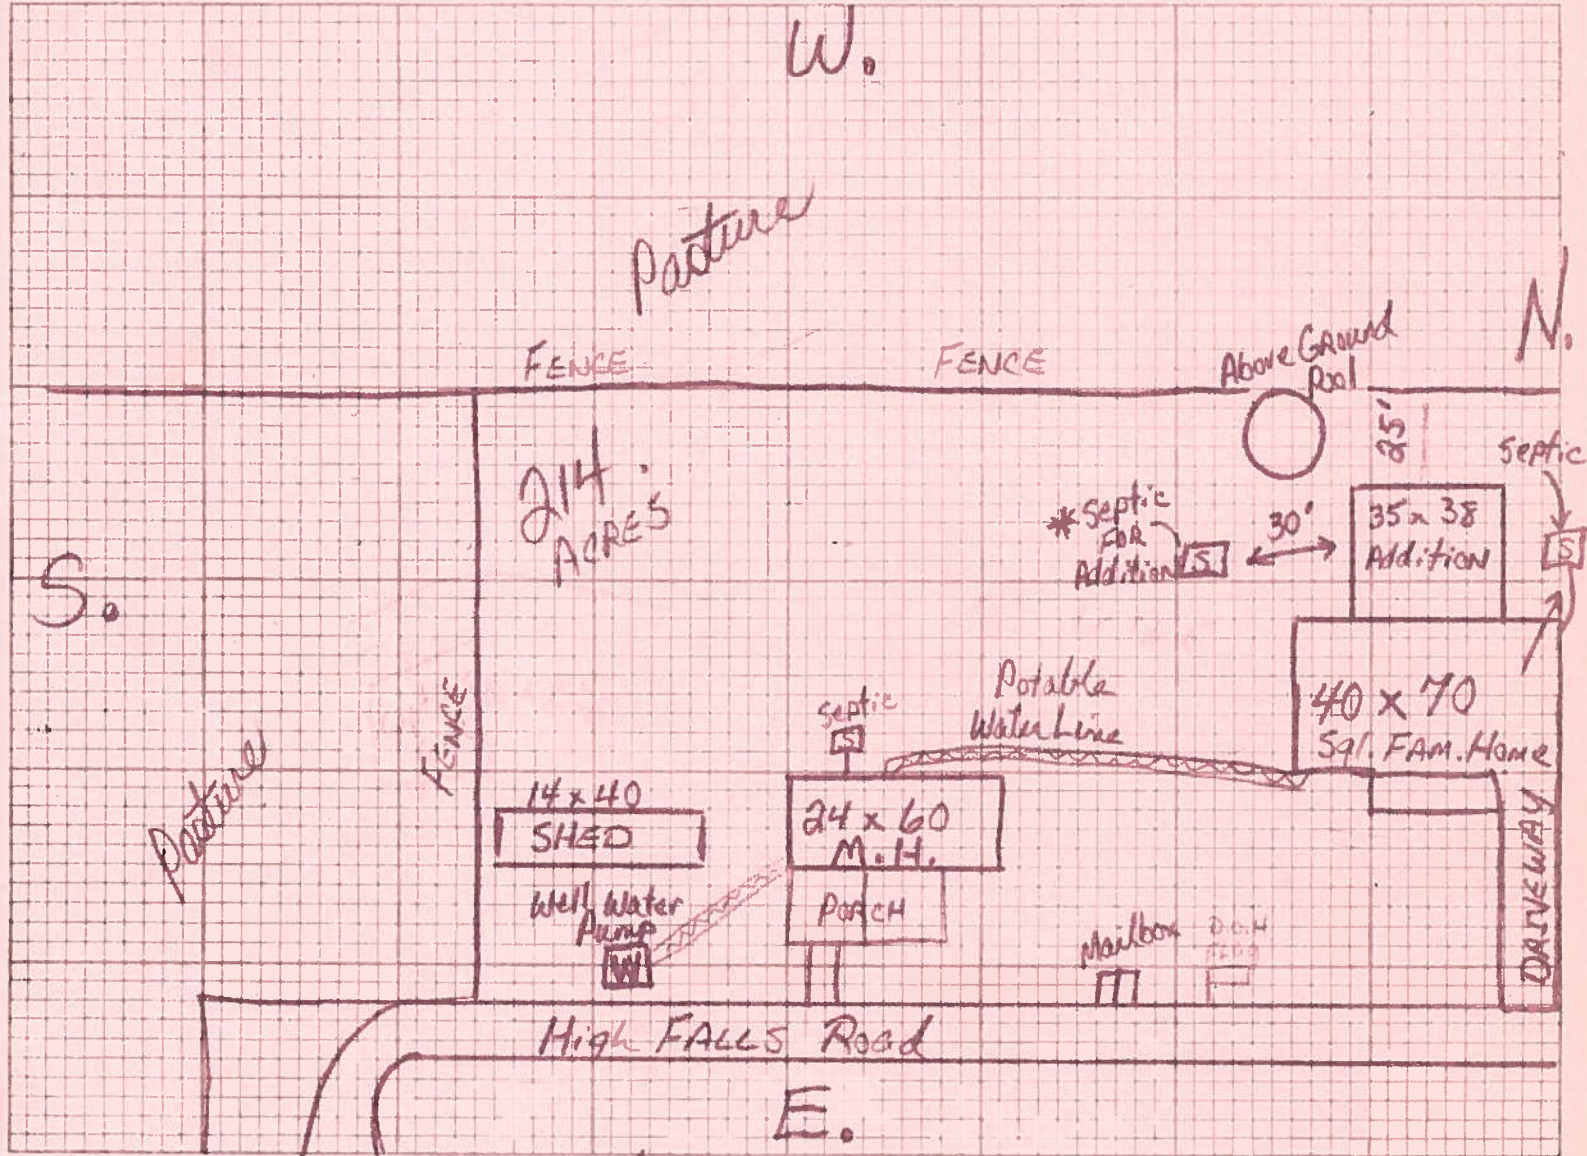 W.
Pasture
N.
FENCE
FENCE
Above Ground
Pool
25'
Septic
S
214
ACRES
* Septic
FOR
Addition
S
30'
35 x 38
Addition
S.
FENCE
Pasture
Septic
S
Potable
Water Line
40 x 70
Sgl. FAM. Home
14 x 40
SHED
24 x 60
M.H.
Well Water
Pump
W
PORCH
Mailbox
DRIVEWAY
High FALLS Road
E.